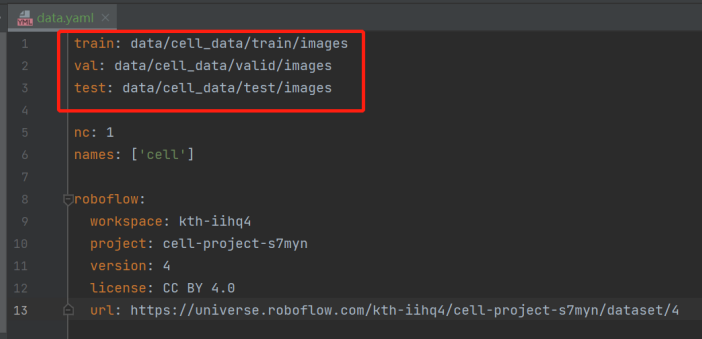 data.yaml
1 train: data/cell_data/train/images
2 val: data/cell_data/valid/images
3 test: data/cell_data/test/images
4
5 nc: 1
6 names: ['cell']
7
8 roboflow:
9   workspace: kth-iihq4
10   project: cell-project-s7myn
11   version: 4
12   license: CC BY 4.0
13   url: https://universe.roboflow.com/kth-iihq4/cell-project-s7myn/dataset/4